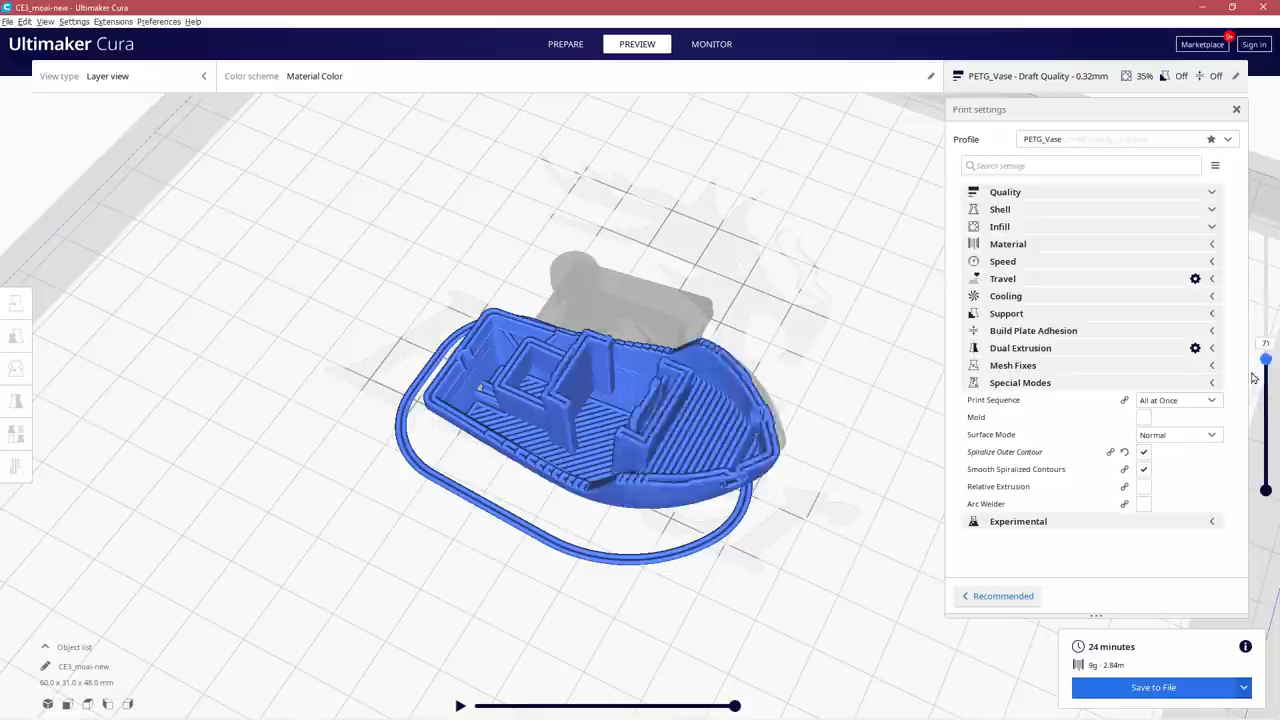 CE3_moai-new - Ultimaker Cura
File Edit View Settings Extensions Preferences Help
Ultimaker Cura PREPARE PREVIEW MONITOR Marketplace 9+ Sign in
View type Layer view Color scheme Material Color PETG_Vase - Draft Quality - 0.32mm 35% Off Off
Print settings
Profile PETG_Vase
Search settings
Quality
Shell
Infill
Material
Speed
Travel
Cooling
Support
Build Plate Adhesion
Dual Extrusion
71
Mesh Fixes
Special Modes
Print Sequence All at Once
Mold
Surface Mode Normal
Spiralize Outer Contour
Smooth Spiralized Contours
Relative Extrusion
Arc Welder
Experimental
Recommended
Object list
CE3_moai-new
60.0 x 31.0 x 48.0 mm
24 minutes
9g · 2.84m
Save to File